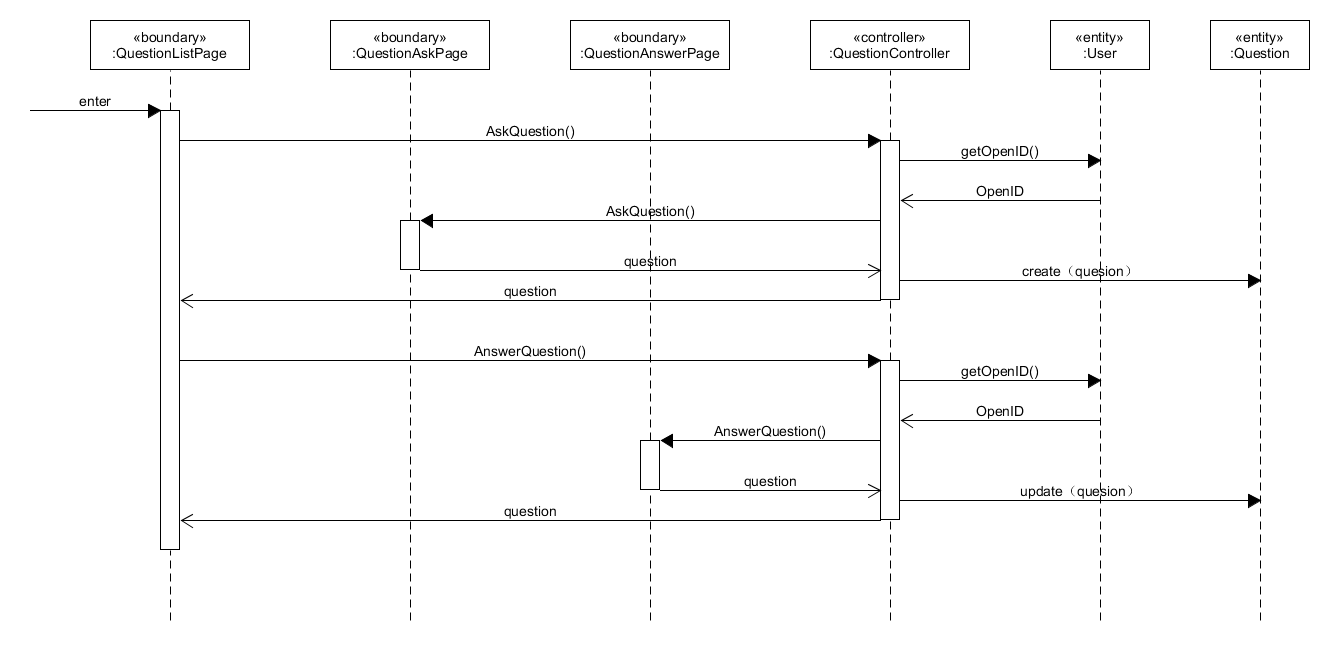 «boundary»
:QuestionListPage
«boundary»
:QuestionAskPage
«boundary»
:QuestionAnswerPage
«controller»
:QuestionController
«entity»
:User
«entity»
:Question
enter
AskQuestion()
getOpenID()
OpenID
AskQuestion()
question
create（quesion）
question
AnswerQuestion()
getOpenID()
OpenID
AnswerQuestion()
question
update（quesion）
question